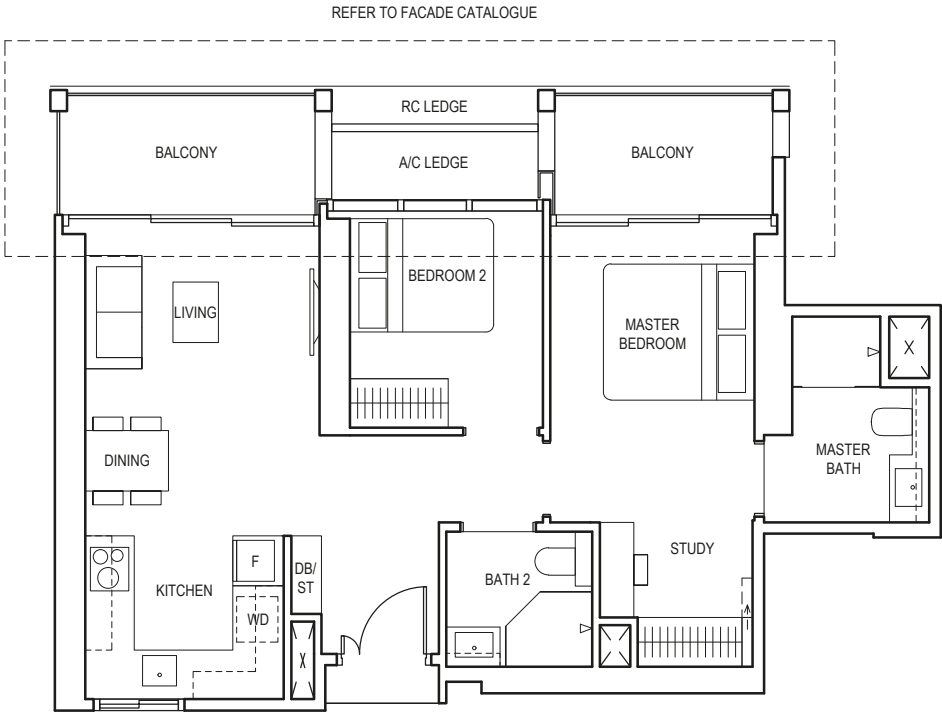 REFER TO FACADE CATALOGUE
RC LEDGE
BALCONY
A/C LEDGE
BALCONY
BEDROOM 2
LIVING
MASTER
BEDROOM
X
DINING
MASTER
BATH
F
DB/
ST
KITCHEN
WD
BATH 2
STUDY
X
X